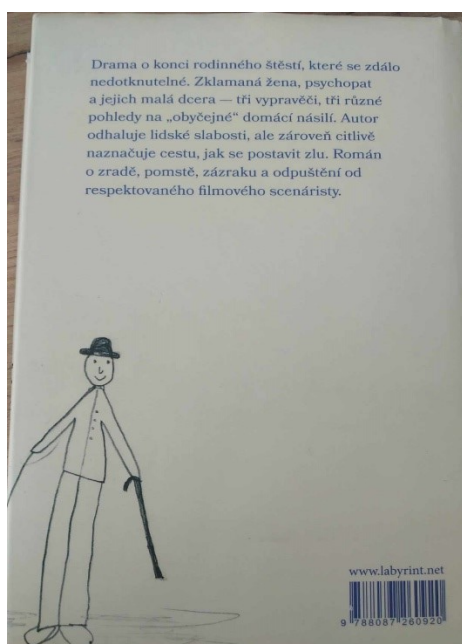 Drama o konci rodinného štěstí, které se zdálo
nedotknutelné. Zklamaná žena, psychopat
a jejich malá dcera — tři vypravěči, tři různé
pohledy na „obyčejné“ domácí násilí. Autor
odhaluje lidské slabosti, ale zároveň citlivě
naznačuje cestu, jak se postavit zlu. Román
o zradě, pomstě, zázraku a odpuštění od
respektovaného filmového scenáristy.
www.labyrint.net
9 788087 260920